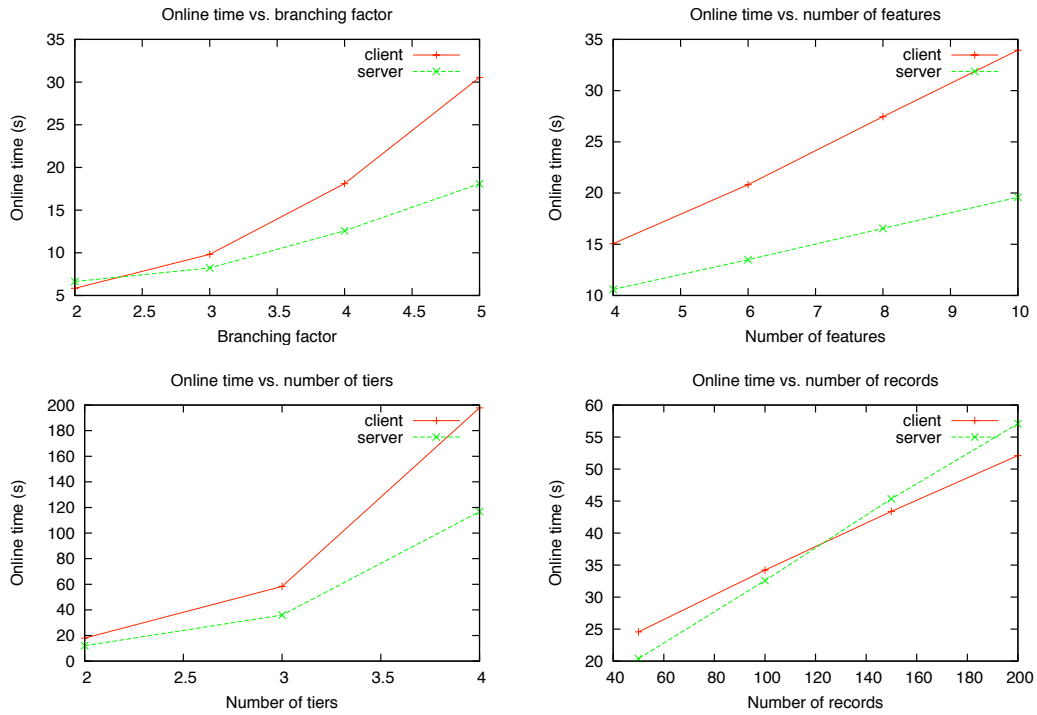 Online time vs. branching factor
35
30
25
20
15
10
5
Online time (s)
client
server
2 2.5 3 3.5 4 4.5 5
Branching factor
Online time vs. number of features
35
30
25
20
15
10
Online time (s)
client
server
4 5 6 7 8 9 10
Number of features
Online time vs. number of tiers
200
180
160
140
120
100
80
60
40
20
0
Online time (s)
client
server
2 2.5 3 3.5 4
Number of tiers
Online time vs. number of records
60
55
50
45
40
35
30
25
20
Online time (s)
client
server
40 60 80 100 120 140 160 180 200
Number of records